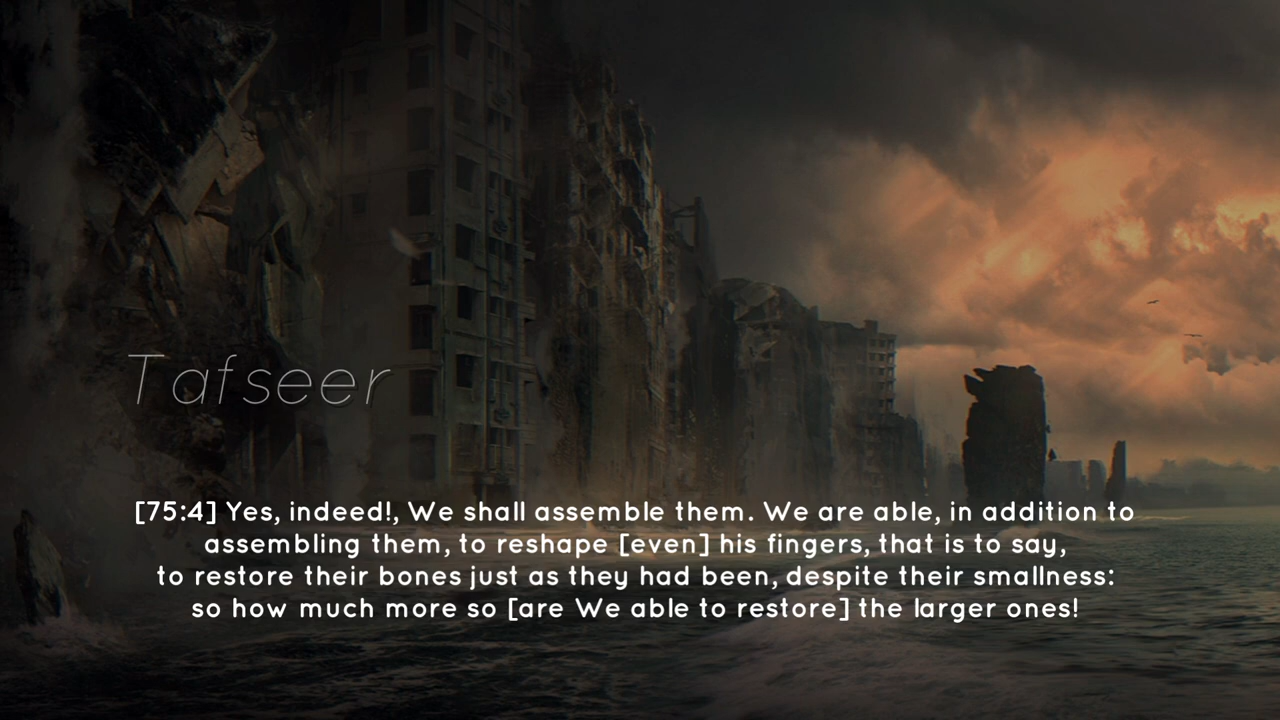 Tafseer
[75:4] Yes, indeed!, We shall assemble them. We are able, in addition to
assembling them, to reshape [even] his fingers, that is to say,
to restore their bones just as they had been, despite their smallness:
so how much more so [are We able to restore] the larger ones!